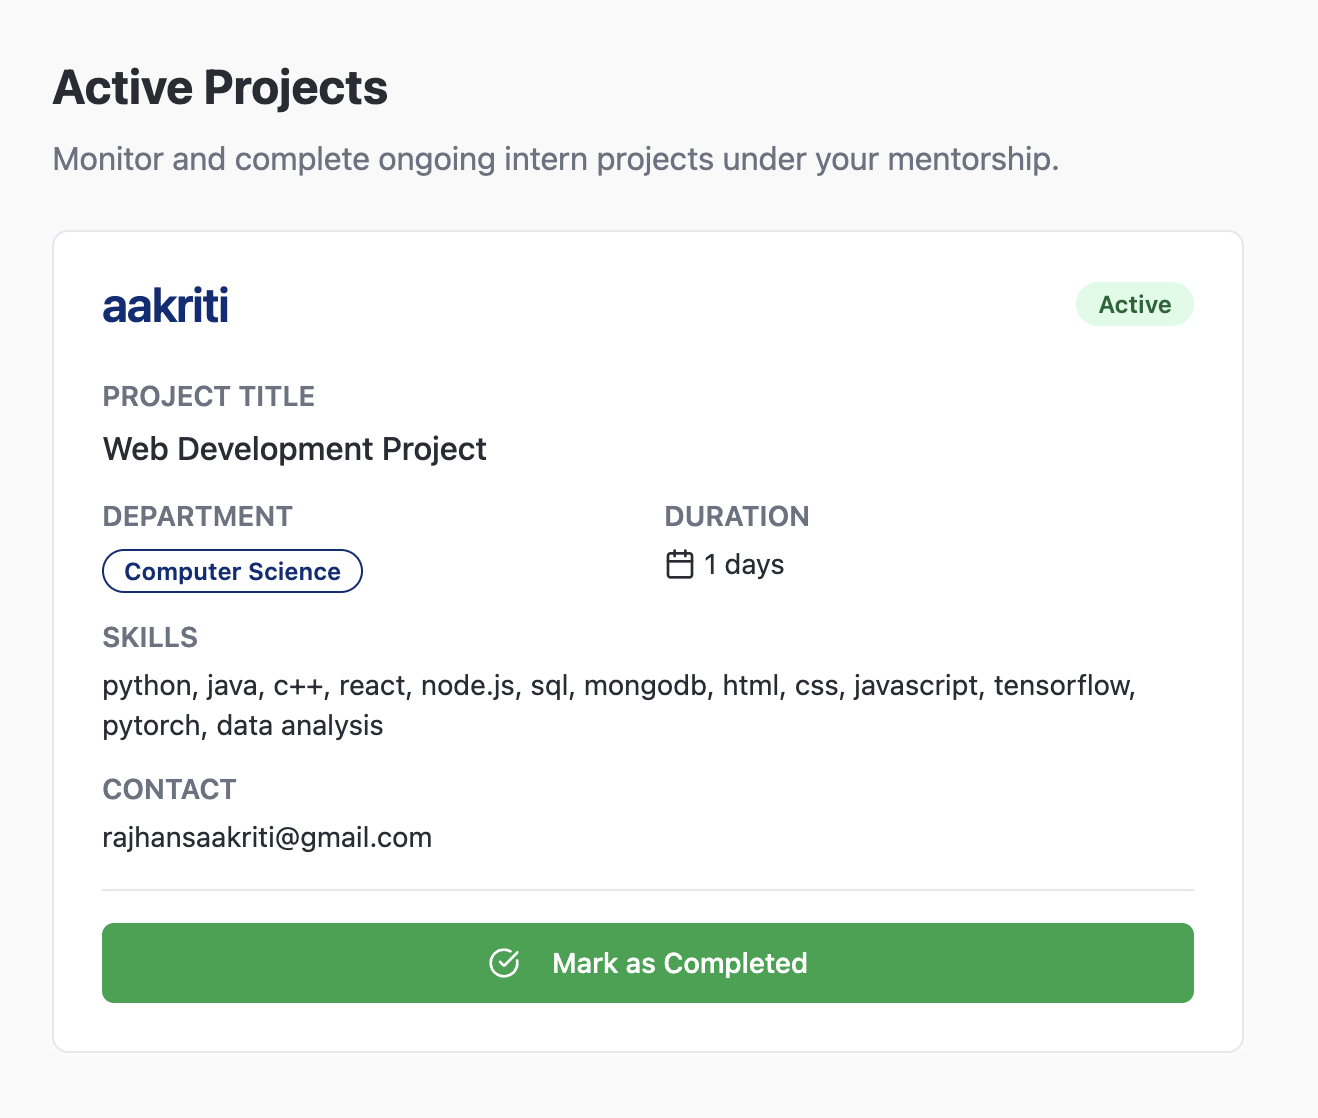 Active Projects
Monitor and complete ongoing intern projects under your mentorship.
aakriti
Active
PROJECT TITLE
Web Development Project
DEPARTMENT
DURATION
Computer Science
1 days
SKILLS
python, java, c++, react, node.js, sql, mongodb, html, css, javascript, tensorflow,
pytorch, data analysis
CONTACT
rajhansaakriti@gmail.com
Mark as Completed